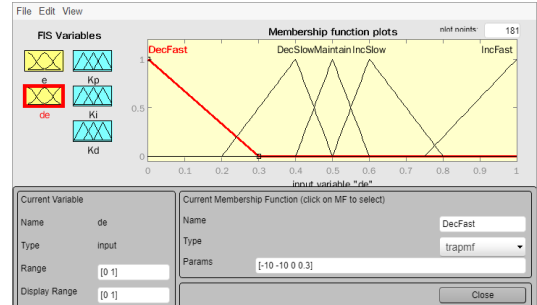 File Edit View
FIS Variables
Membership function plots
plot points:
181
e
de
Kp
Ki
Kd
DecFast
DecSlow
Maintain
IncSlow
IncFast
1
0.5
0
0 0.1 0.2 0.3 0.4 0.5 0.6 0.7 0.8 0.9 1
input variable "de"
Current Variable
Name de
Type input
Range [0 1]
Display Range [0 1]
Current Membership Function (click on MF to select)
Name DecFast
Type trapmf
Params [-10 -10 0 0.3]
Close